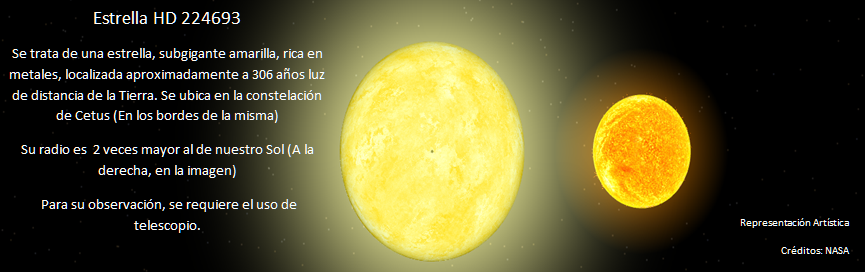 Estrella HD 224693
Se trata de una estrella, subgigante amarilla, rica en
metales, localizada aproximadamente a 306 años luz
de distancia de la Tierra. Se ubica en la constelación
de Cetus (En los bordes de la misma)
Su radio es 2 veces mayor al de nuestro Sol (A la
derecha, en la imagen)
Para su observación, se requiere el uso de
telescopio.
Representación Artística
Créditos: NASA